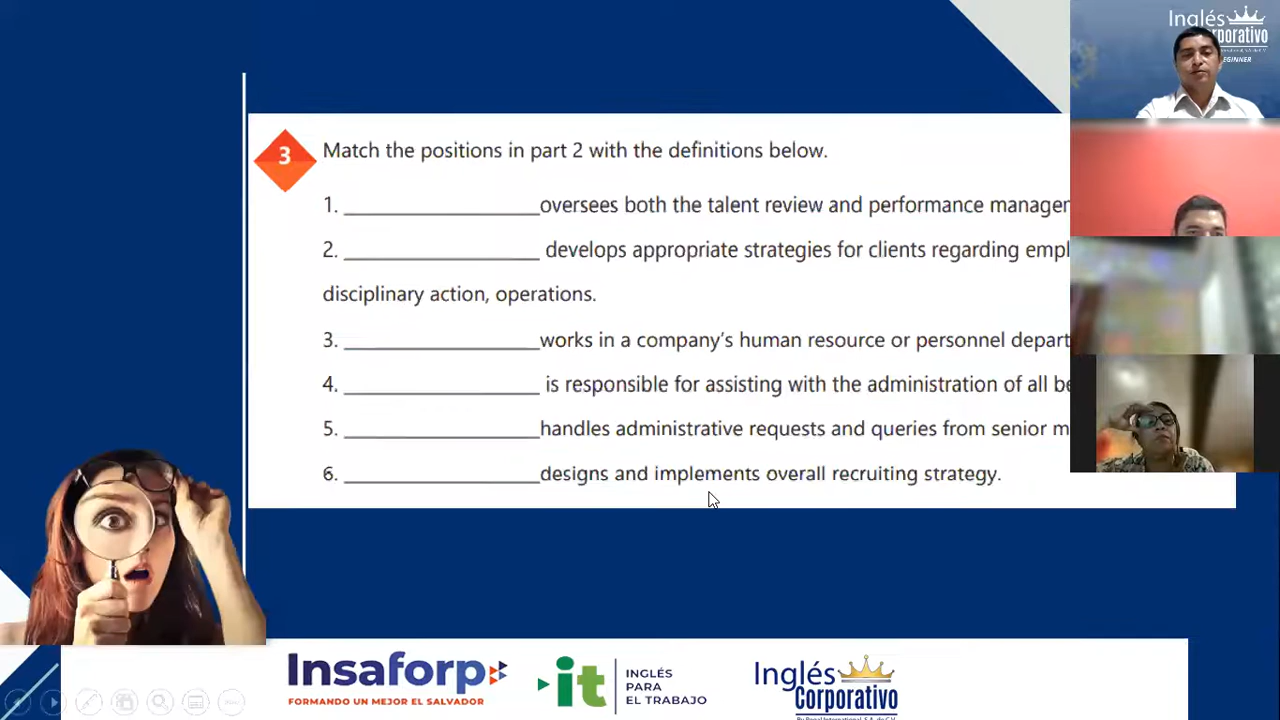 Inglés
Corporativo
BEGINNER
3
Match the positions in part 2 with the definitions below.
1. ____________________oversees both the talent review and performance manager
2. ____________________ develops appropriate strategies for clients regarding empl
disciplinary action, operations.
3. ____________________works in a company's human resource or personnel depart
4. ____________________ is responsible for assisting with the administration of all be
5. ____________________handles administrative requests and queries from senior m
6. ____________________designs and implements overall recruiting strategy.
Insaforp
FORMANDO UN MEJOR EL SALVADOR
it
INGLÉS
PARA
EL TRABAJO
Inglés
Corporativo